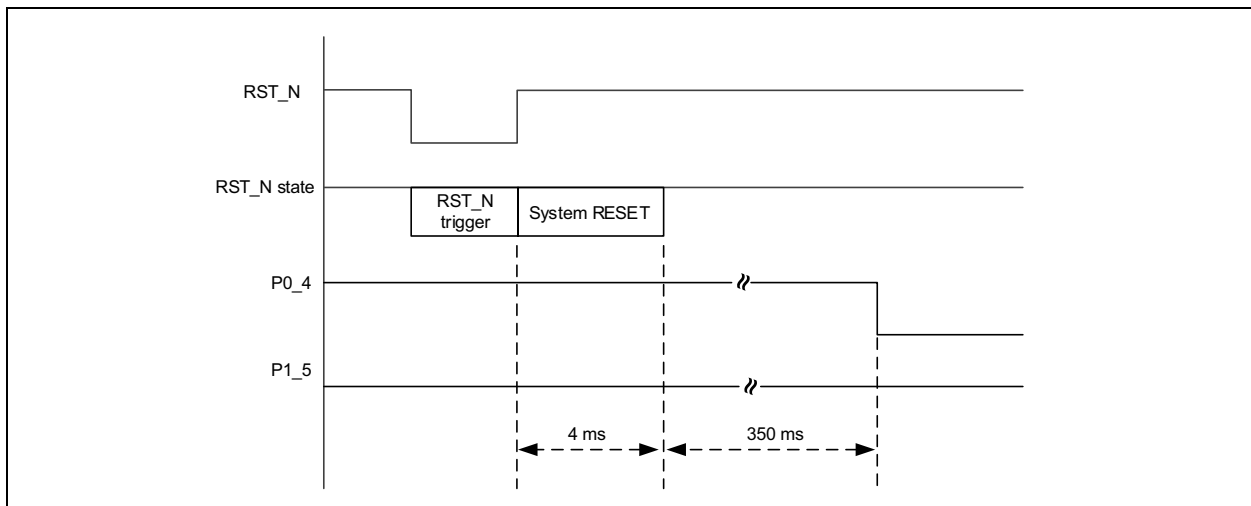 RST_N
RST_N state
RST_N
trigger
System RESET
P0_4
P1_5
4 ms
350 ms